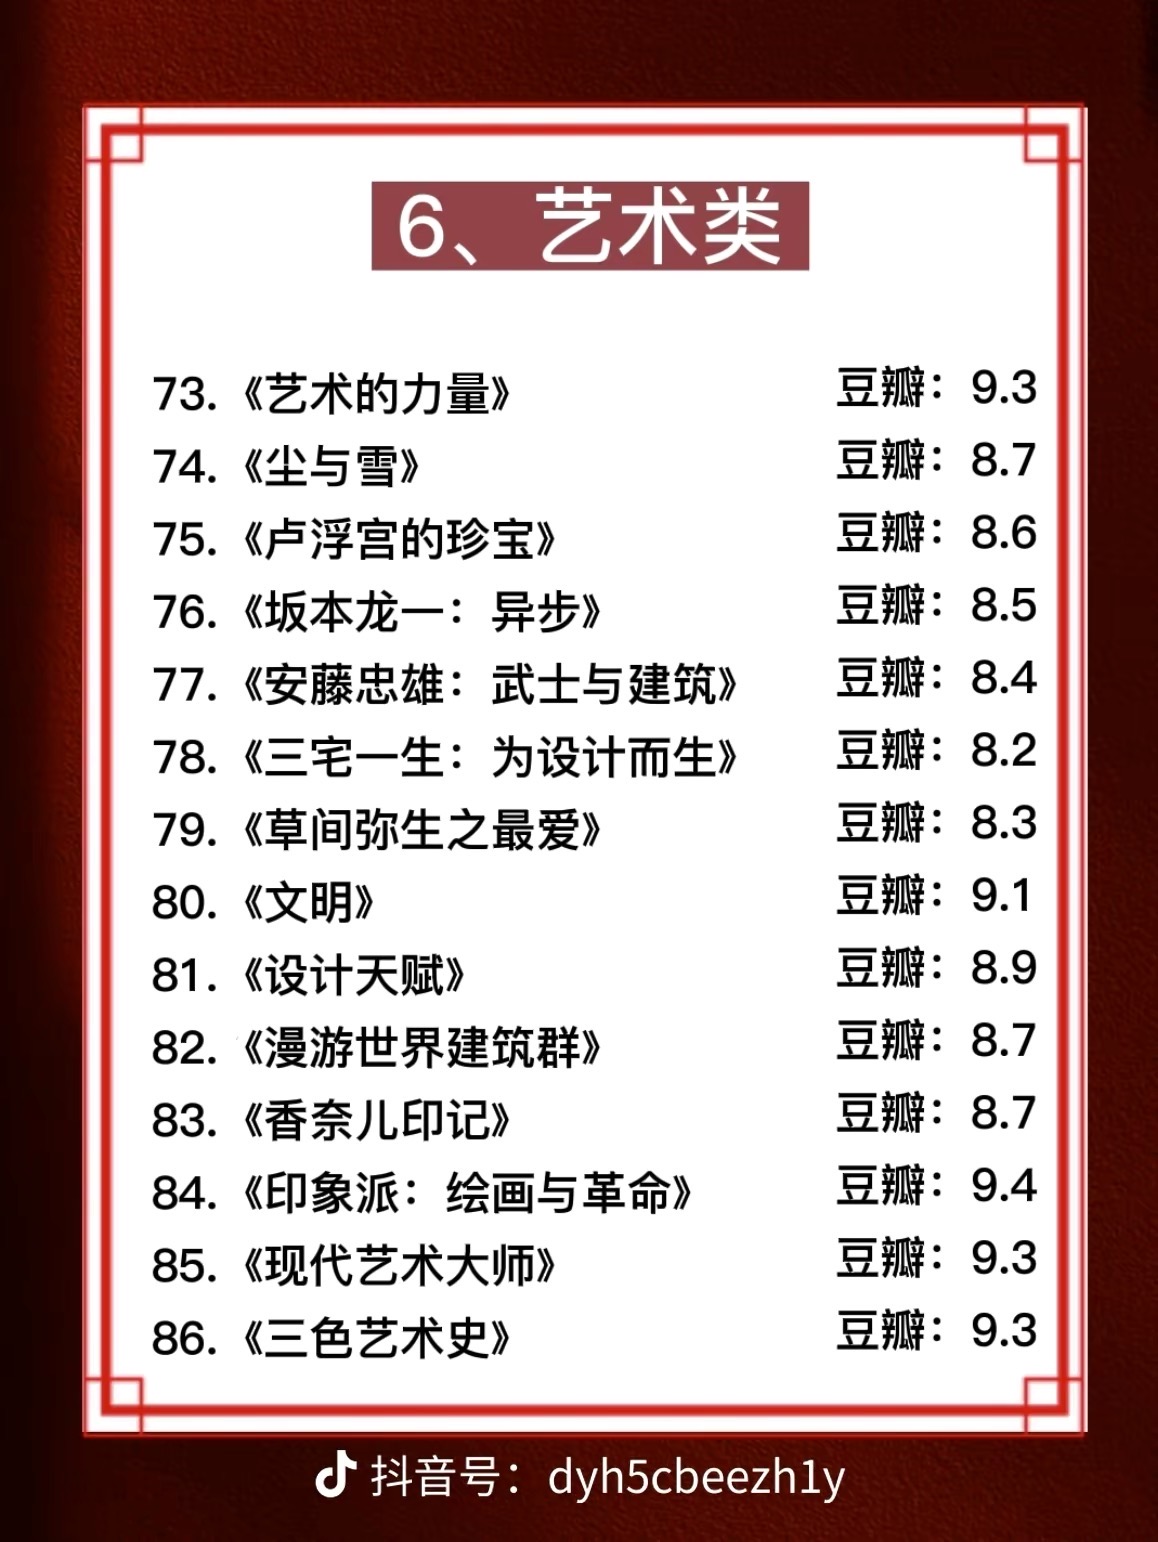 6、艺术类
73.《艺术的力量》 豆瓣：9.3
74.《尘与雪》 豆瓣：8.7
75.《卢浮宫的珍宝》 豆瓣：8.6
76.《坂本龙一：异步》 豆瓣：8.5
77.《安藤忠雄：武士与建筑》 豆瓣：8.4
78.《三宅一生：为设计而生》 豆瓣：8.2
79.《草间弥生之最爱》 豆瓣：8.3
80.《文明》 豆瓣：9.1
81.《设计天赋》 豆瓣：8.9
82.《漫游世界建筑群》 豆瓣：8.7
83.《香奈儿印记》 豆瓣：8.7
84.《印象派：绘画与革命》 豆瓣：9.4
85.《现代艺术大师》 豆瓣：9.3
86.《三色艺术史》 豆瓣：9.3
抖音号：dyh5cbeezh1y